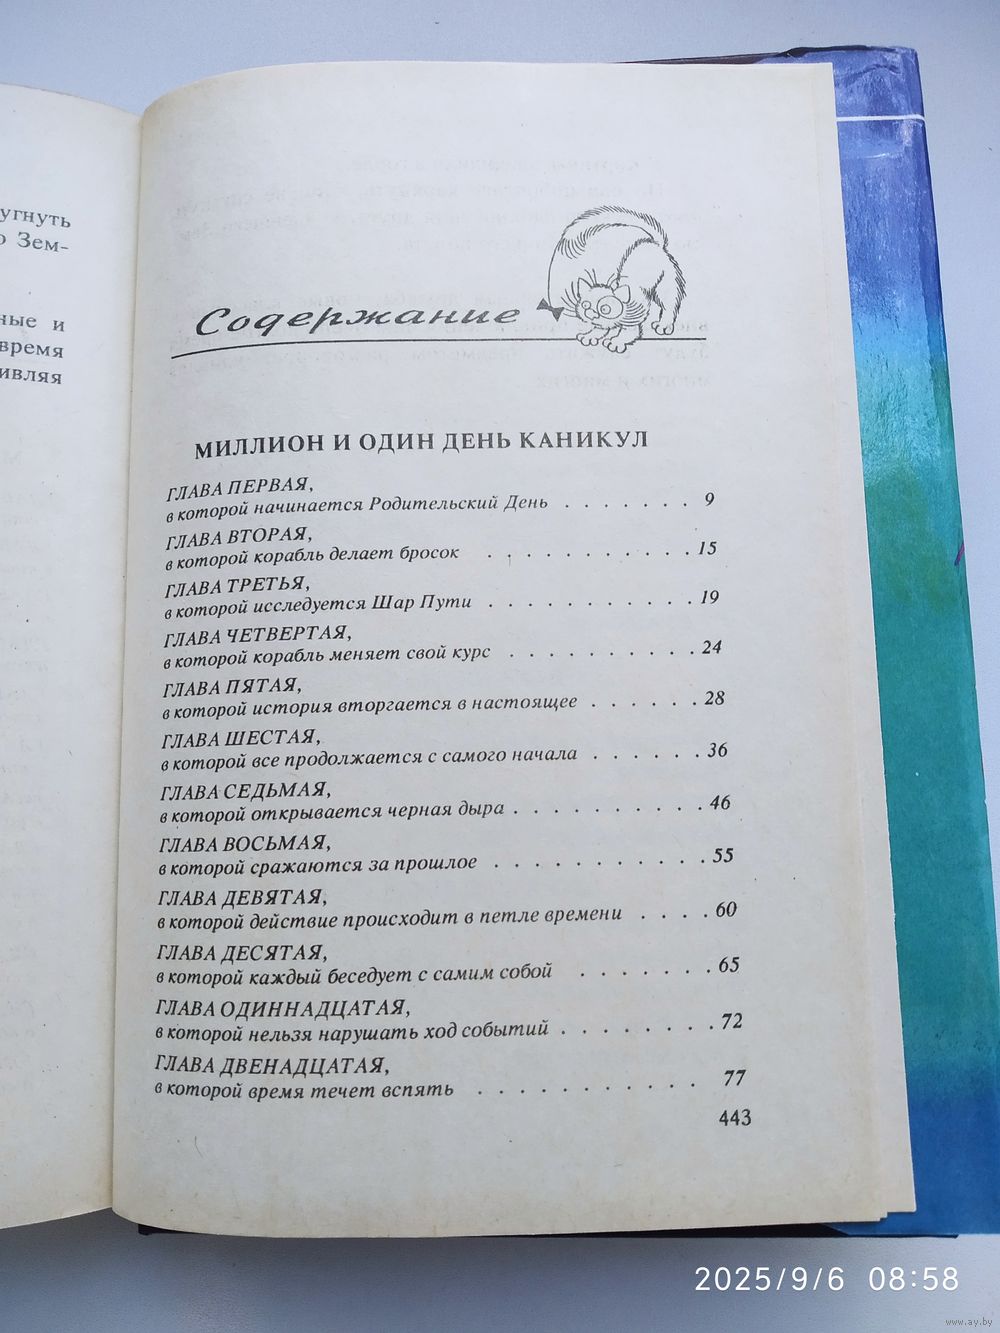 угнуть
о Зем-
ные и
время
ивляя
Содержание
МИЛЛИОН И ОДИН ДЕНЬ КАНИКУЛ
ГЛАВА ПЕРВАЯ,
в которой начинается Родительский День . . . . . . . 9
ГЛАВА ВТОРАЯ,
в которой корабль делает бросок . . . . . . . . . . 15
ГЛАВА ТРЕТЬЯ,
в которой исследуется Шар Пути . . . . . . . . . . 19
ГЛАВА ЧЕТВЕРТАЯ,
в которой корабль меняет свой курс . . . . . . . . . 24
ГЛАВА ПЯТАЯ,
в которой история вторгается в настоящее . . . . . . 28
ГЛАВА ШЕСТАЯ,
в которой все продолжается с самого начала . . . . . . 36
ГЛАВА СЕДЬМАЯ,
в которой открывается черная дыра . . . . . . . . . 46
ГЛАВА ВОСЬМАЯ,
в которой сражаются за прошлое . . . . . . . . . . 55
ГЛАВА ДЕВЯТАЯ,
в которой действие происходит в петле времени . . . . 60
ГЛАВА ДЕСЯТАЯ,
в которой каждый беседует с самим собой . . . . . . . 65
ГЛАВА ОДИННАДЦАТАЯ,
в которой нельзя нарушать ход событий . . . . . . . . 72
ГЛАВА ДВЕНАДЦАТАЯ,
в которой время течет вспять . . . . . . . . . . . 77
443
2025/9/6 08:58
www.ay.by